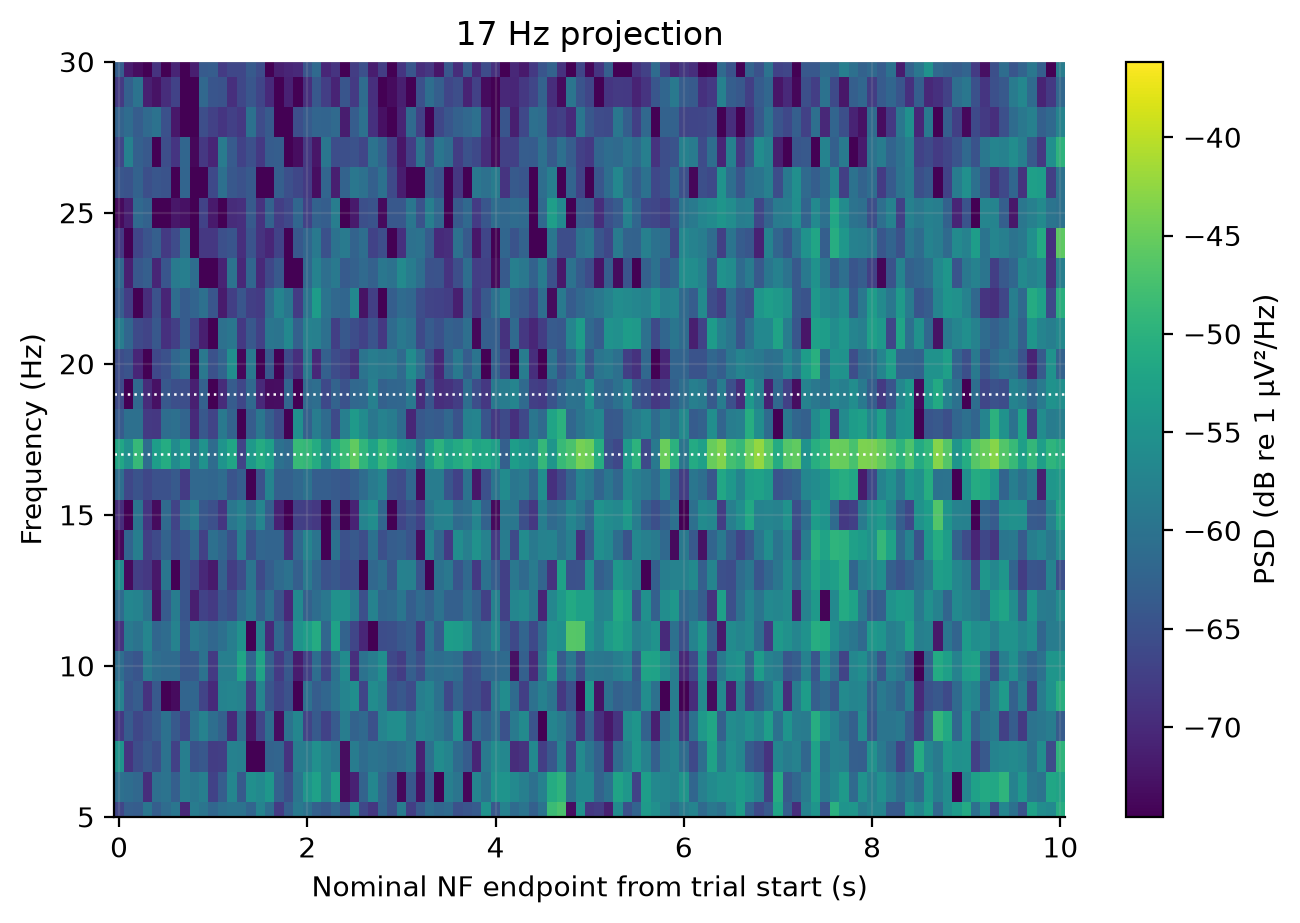 17 Hz projection
30
25
20
15
10
5
Frequency (Hz)
0 2 4 6 8 10
Nominal NF endpoint from trial start (s)
−40
−45
−50
−55
−60
−65
−70
PSD (dB re 1 µV²/Hz)